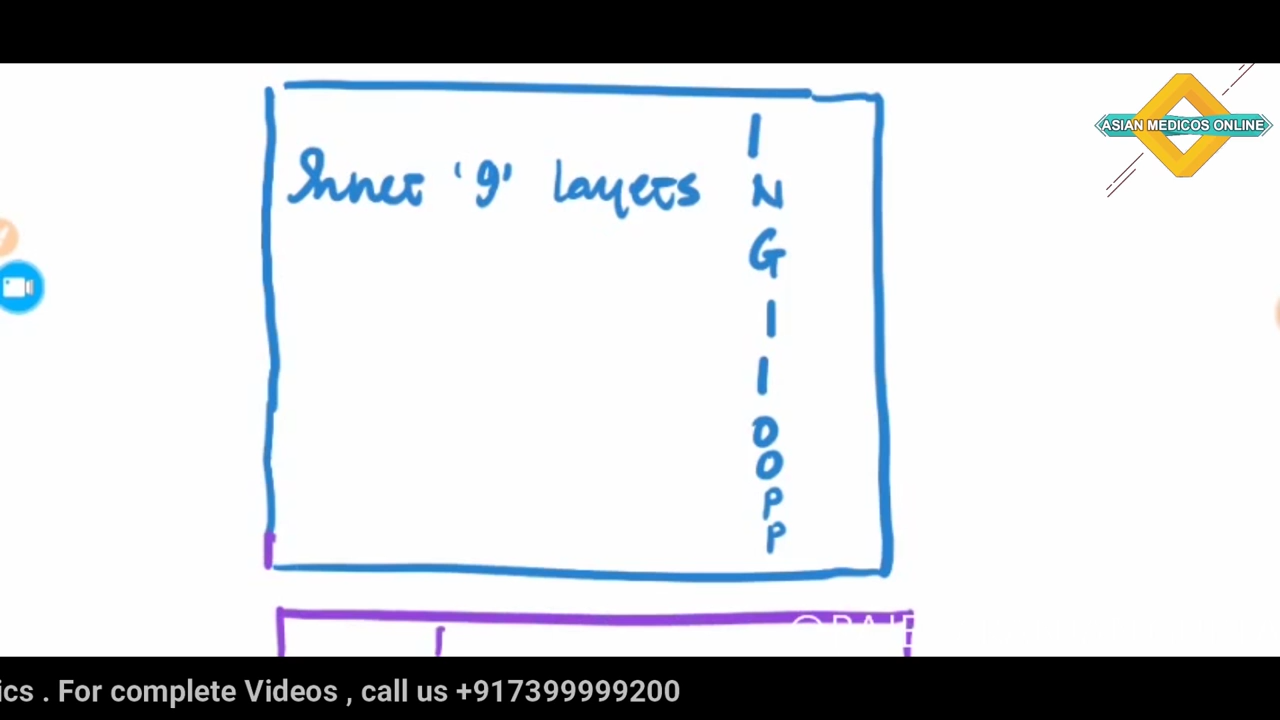 ASIAN MEDICOS ONLINE
Inner '9' layers
I
N
G
I
I
O
O
P
P
ics . For complete Videos , call us +917399999200